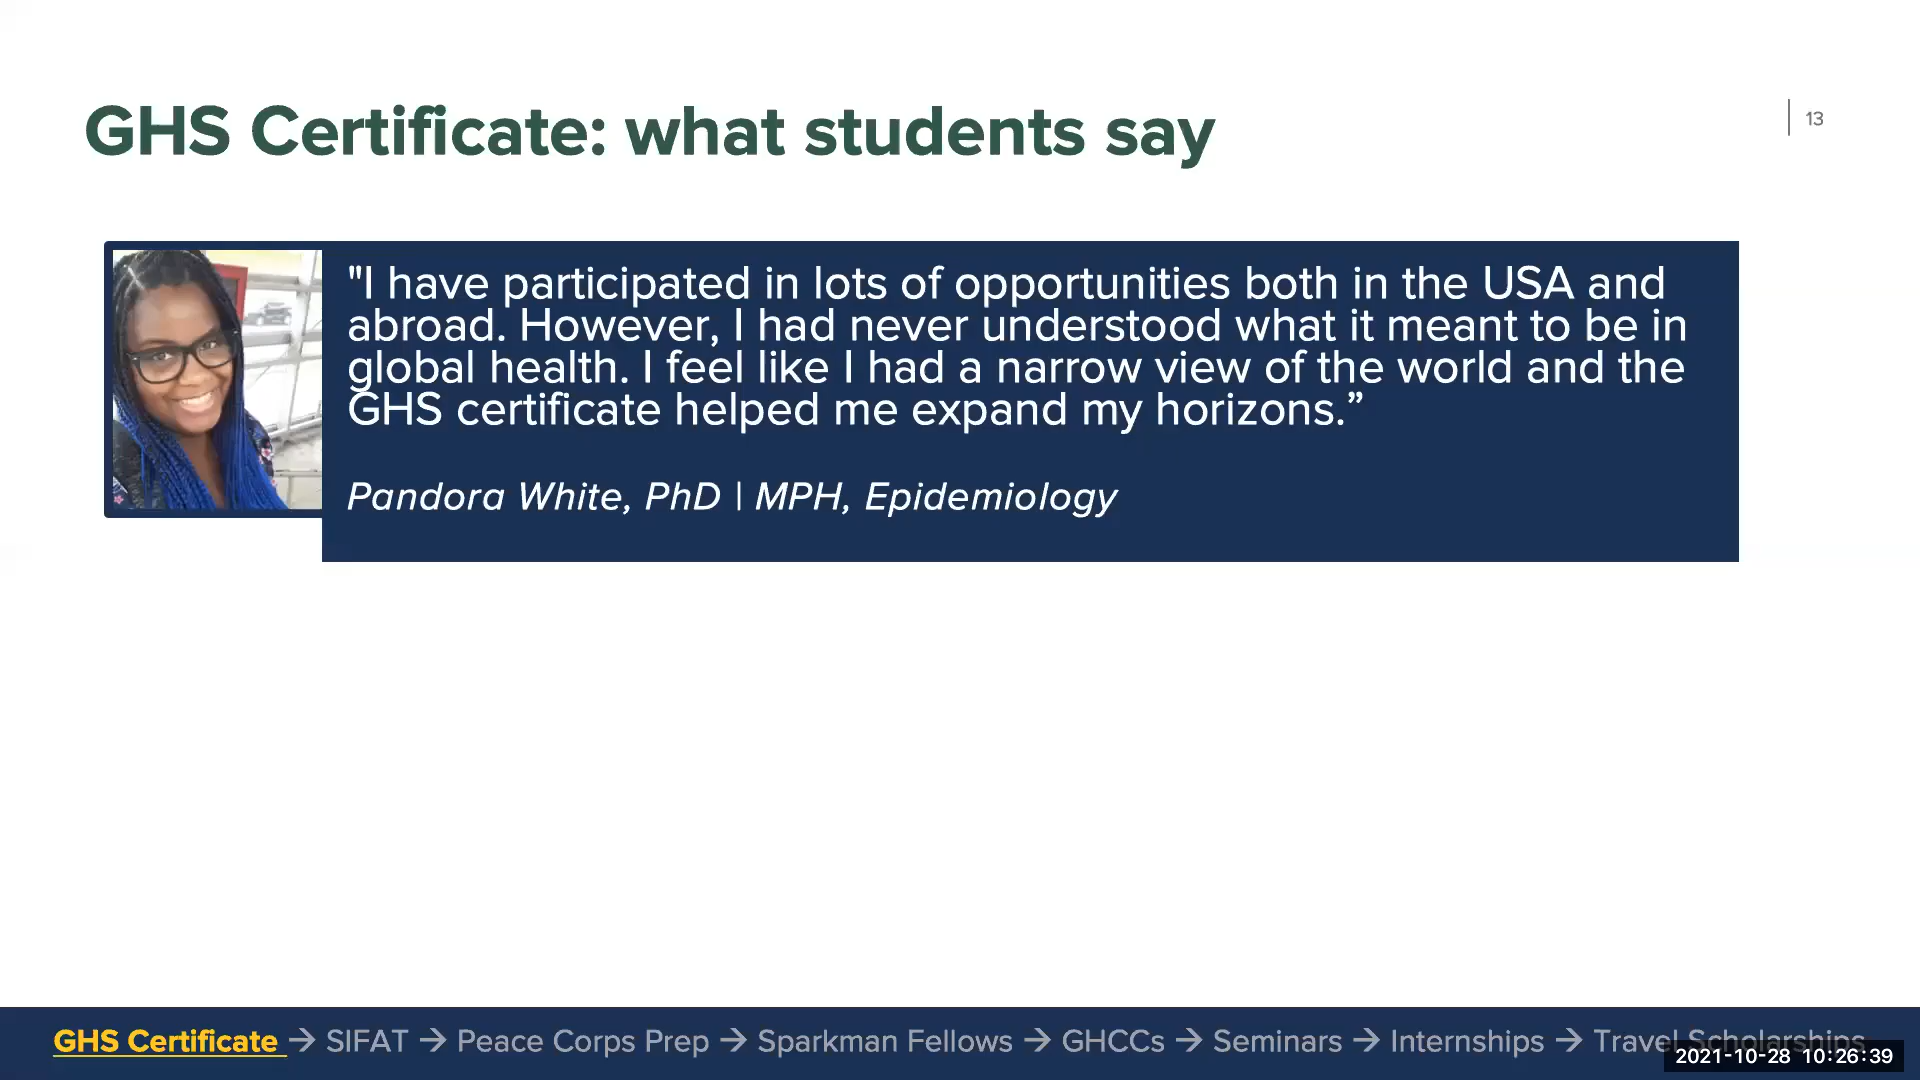 GHS Certificate: what students say
13
"I have participated in lots of opportunities both in the USA and
abroad. However, I had never understood what it meant to be in
global health. I feel like I had a narrow view of the world and the
GHS certificate helped me expand my horizons.”
Pandora White, PhD | MPH, Epidemiology
GHS Certificate → SIFAT → Peace Corps Prep → Sparkman Fellows → GHCCs → Seminars → Internships → Travel Scholarships
2021-10-28 10:26:39